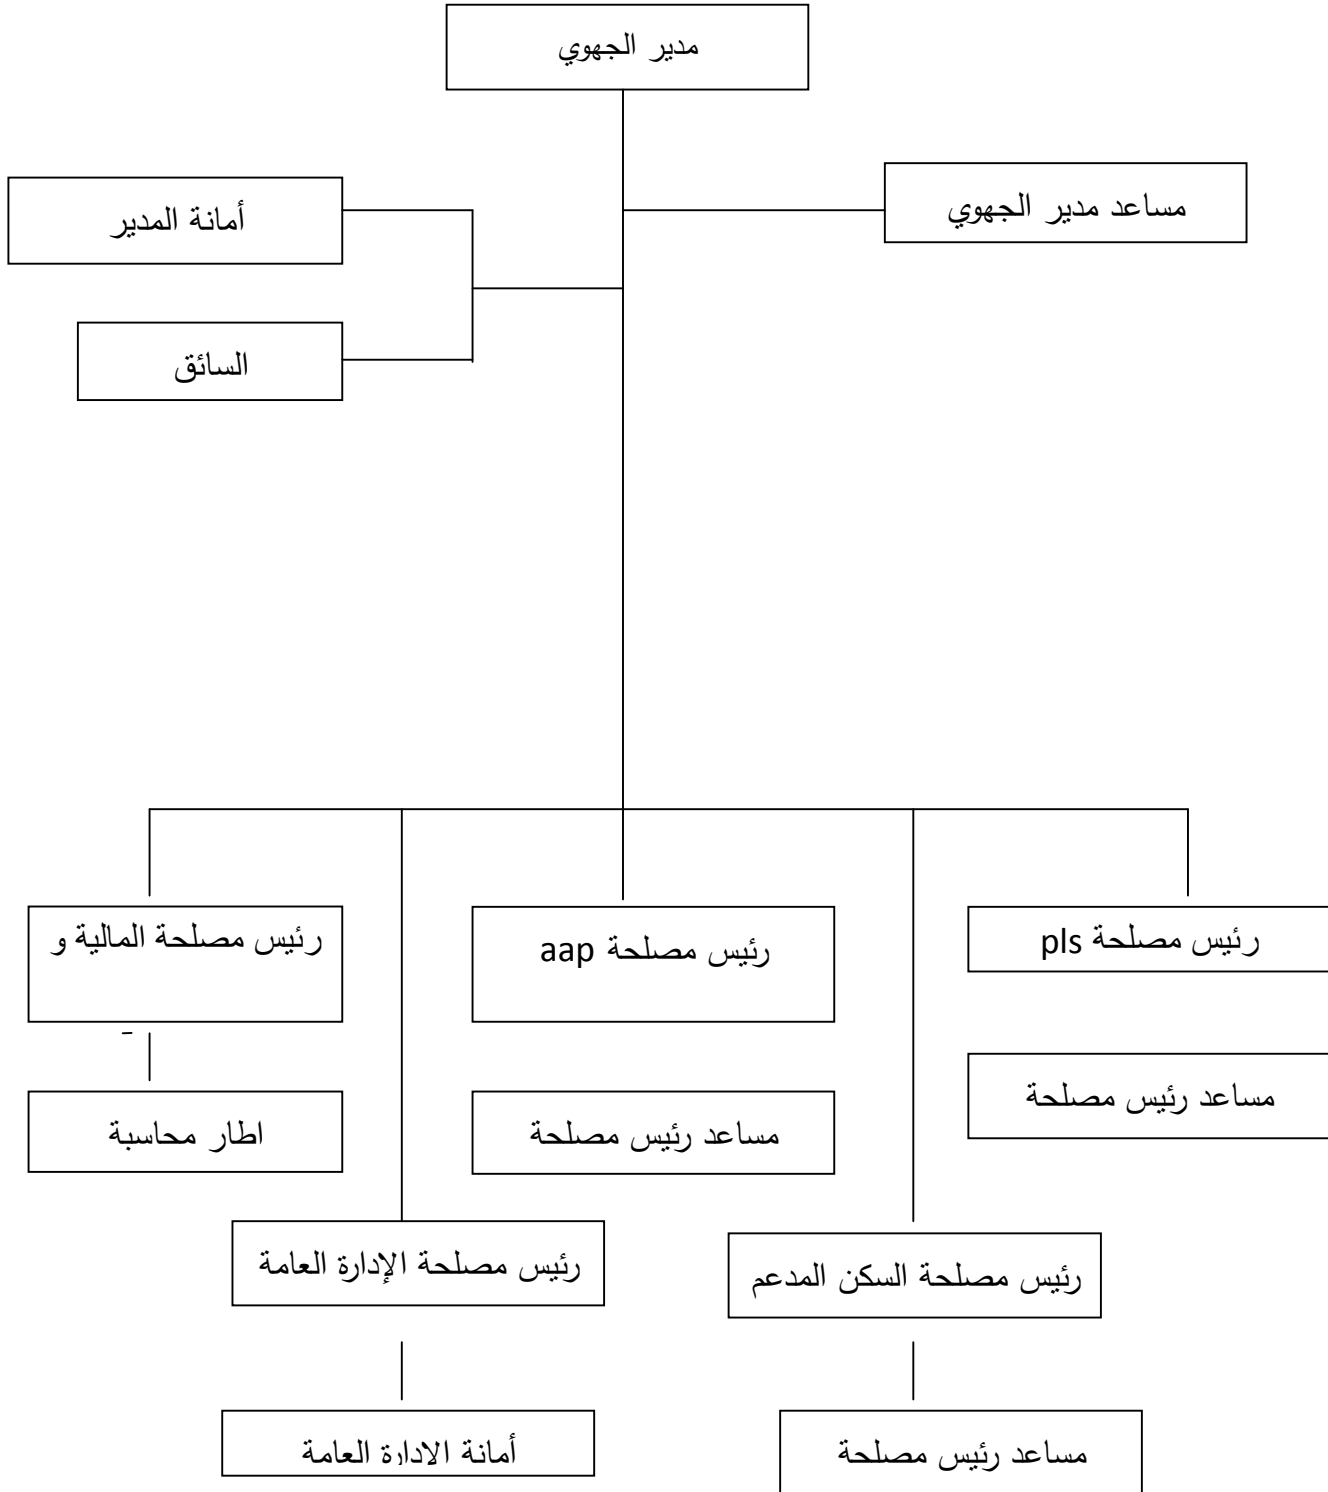 مدير الجهوي
مساعد مدير الجهوي
أمانة المدير
السائق
رئيس مصلحة pls
رئيس مصلحة aap
رئيس مصلحة المالية و
مساعد رئيس مصلحة
مساعد رئيس مصلحة
اطار محاسبة
رئيس مصلحة السكن المدعم
رئيس مصلحة الإدارة العامة
مساعد رئيس مصلحة
أمانة الادارة العامة